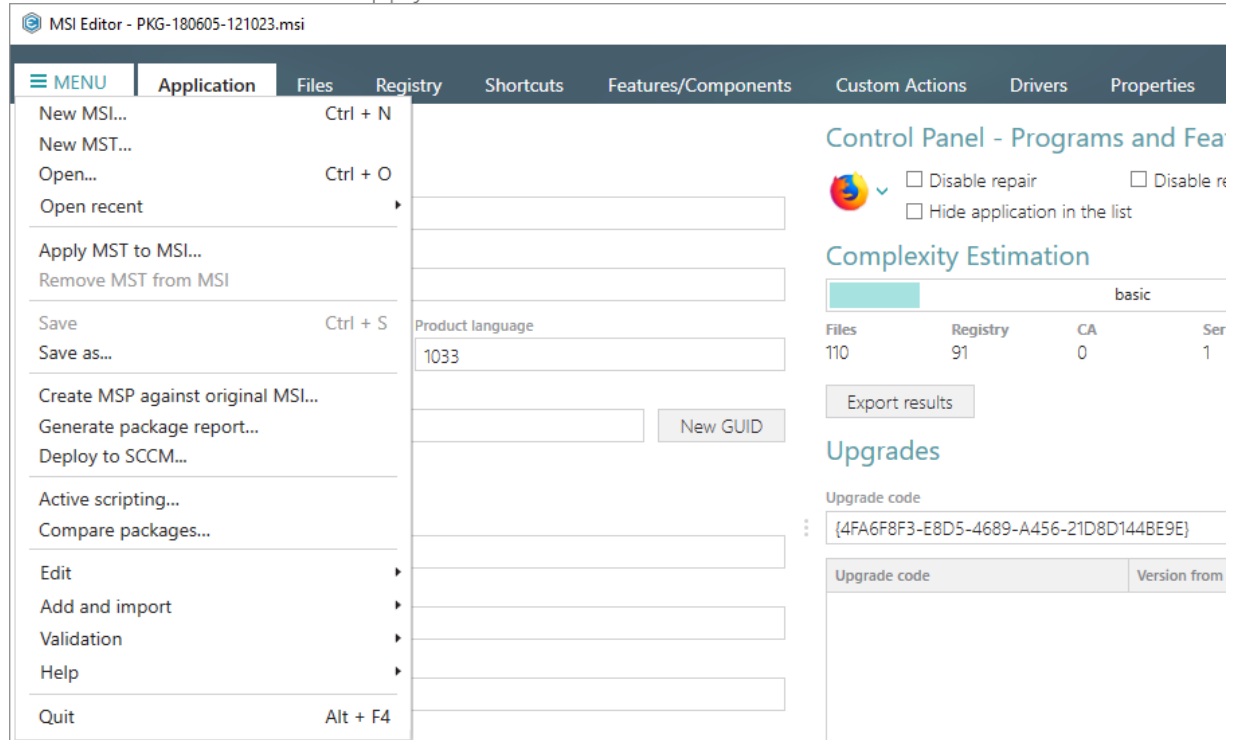 MSI Editor - PKG-180605-121023.msi
MENU Application Files Registry Shortcuts Features/Components Custom Actions Drivers Properties
New MSI... Ctrl + N
New MST...
Open... Ctrl + O
Open recent
Apply MST to MSI...
Remove MST from MSI
Save Ctrl + S
Save as...
Create MSP against original MSI...
Generate package report...
Deploy to SCCM...
Active scripting...
Compare packages...
Edit
Add and import
Validation
Help
Quit Alt + F4
Product language
1033
New GUID
Control Panel - Programs and Fea
Disable repair Disable re
Hide application in the list
Complexity Estimation
basic
Files Registry CA Ser
110 91 0 1
Export results
Upgrades
Upgrade code
{4FA6F8F3-E8D5-4689-A456-21D8D144BE9E}
Upgrade code Version from